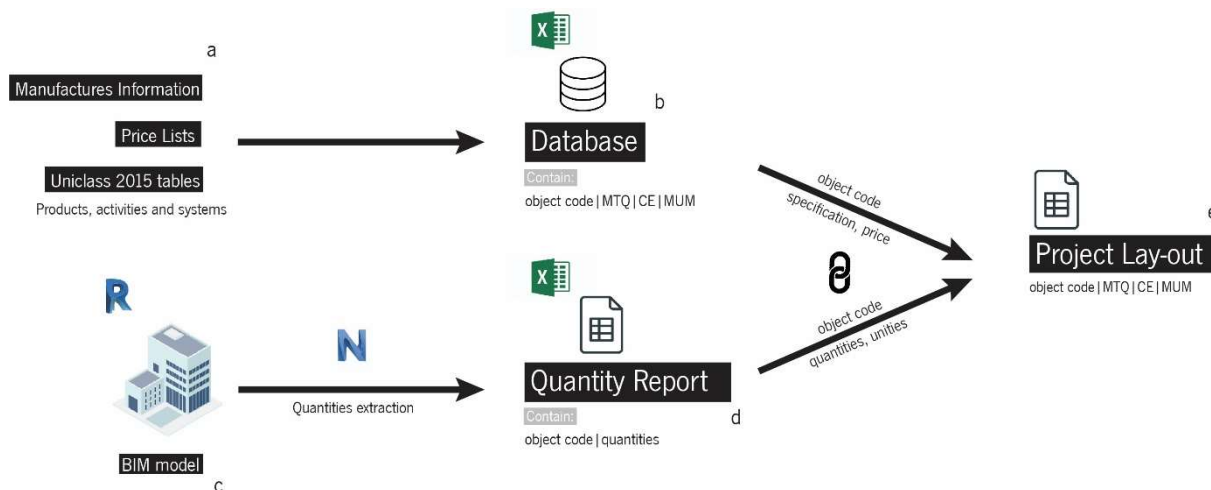 a
Manufactures Information
Price Lists
Uniclass 2015 tables
Products, activities and systems
X
b
Database
Contain:
object code | MTQ | CE | MUM
object code
specification, price
R
BIM model
c
N
Quantities extraction
X
Quantity Report
d
Contain:
object code | quantities
object code
quantities, unities
e
Project Lay-out
object code | MTQ | CE | MUM